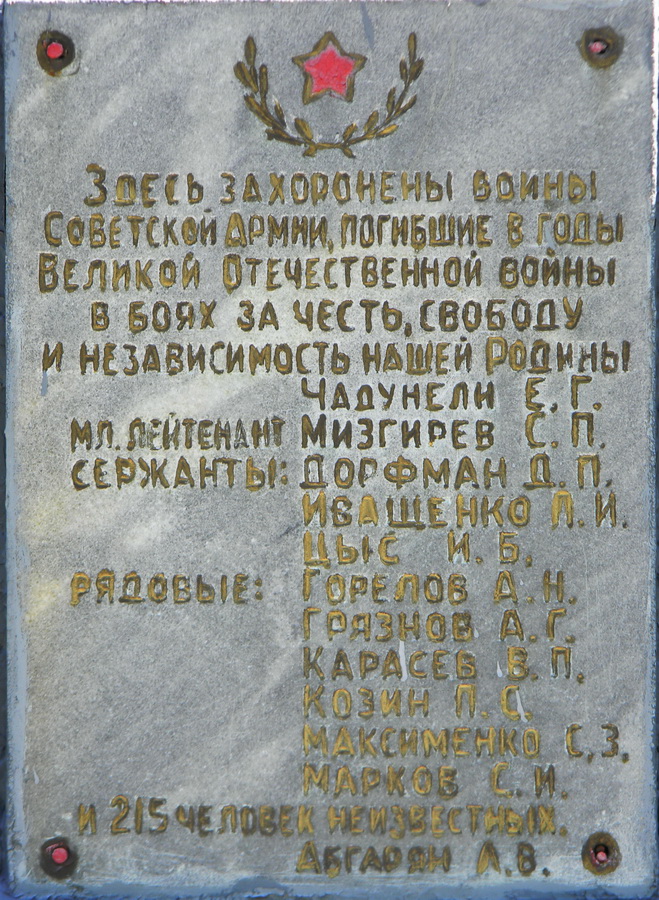 Здесь захоронены воины
Советской Армии, погибшие в годы
Великой Отечественной войны
в боях за честь, свободу
и независимость нашей Родины
Чадунели Е. Г.
мл. лейтенант Мизгирев С. П.
сержанты: Дорфман Д. П.
Иващенко П. И.
Цыс И. Б.
рядовые: Горелов А. Н.
Грязнов А. Г.
Карасев В. П.
Козин П. С.
Максименко С. З.
Марков С. И.
и 215 человек неизвестных.
Абгарян А. В.